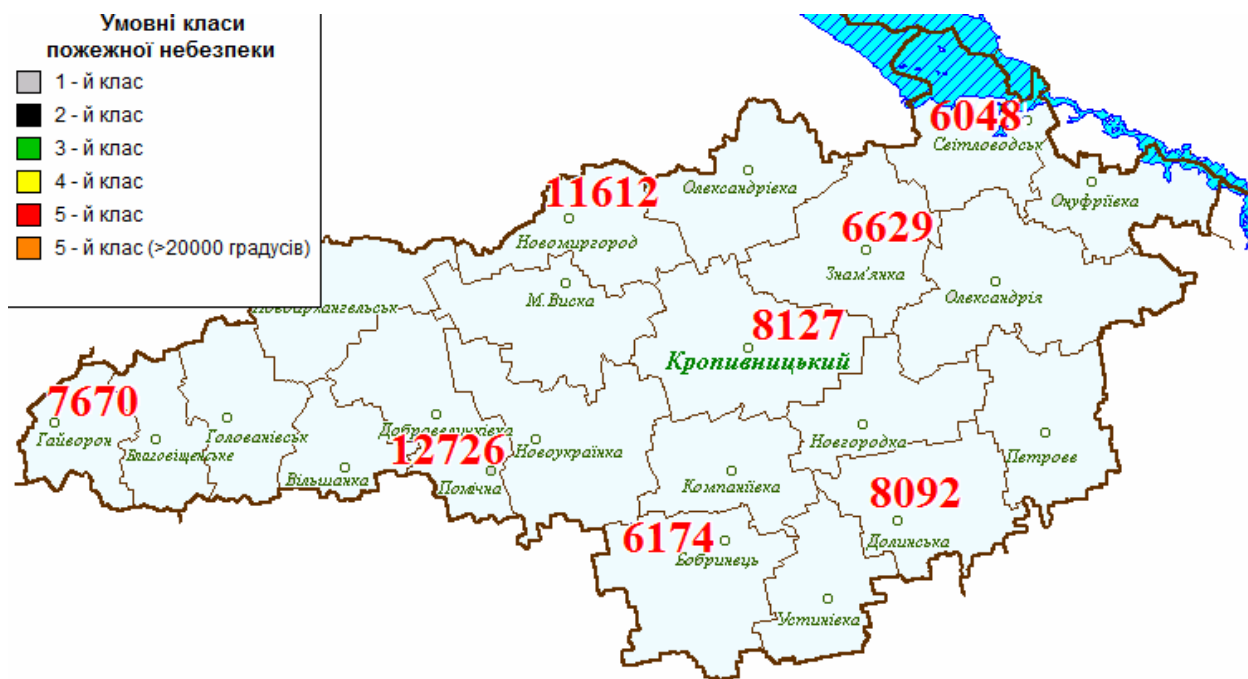 Умовні класи
пожежної небезпеки
1 - й клас
2 - й клас
3 - й клас
4 - й клас
5 - й клас
5 - й клас (>20000 градусів)
6048
Світловодськ
Олександрівка
Онуфріївка
11612
Новомиргород
6629
Знам'янка
М.Виска
Олександрія
Новоархангельськ
8127
Кропивницький
7670
Гайворон
Благовіщенське
Голованівськ
Добровеличківка
Новоукраїнка
Новгородка
Петрове
12726
Помічна
Вільшанка
Компаніївка
8092
Долинська
6174
Бобринець
Устинівка